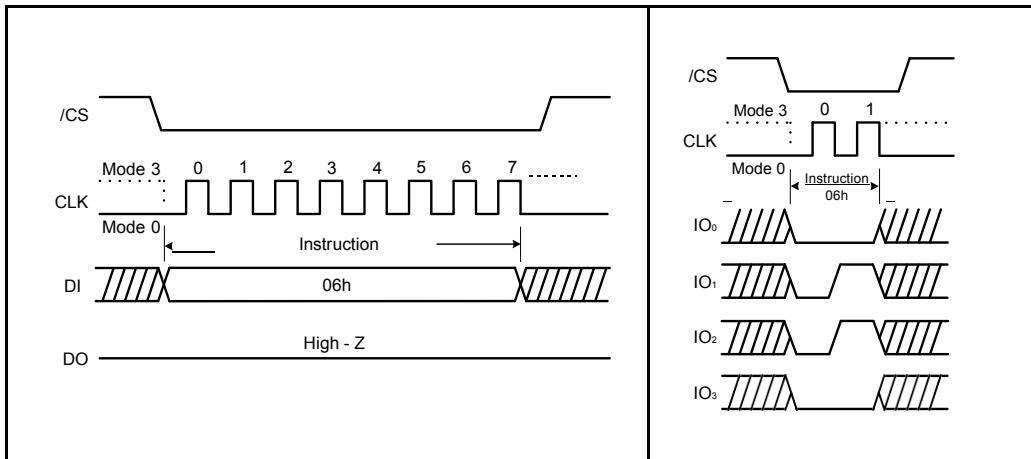 /CS
Mode 3 0 1 2 3 4 5 6 7
CLK
Mode 0
Instruction
DI 06h
High - Z
DO
/CS
Mode 3 0 1
CLK
Mode 0
Instruction
06h
IO₀
IO₁
IO₂
IO₃